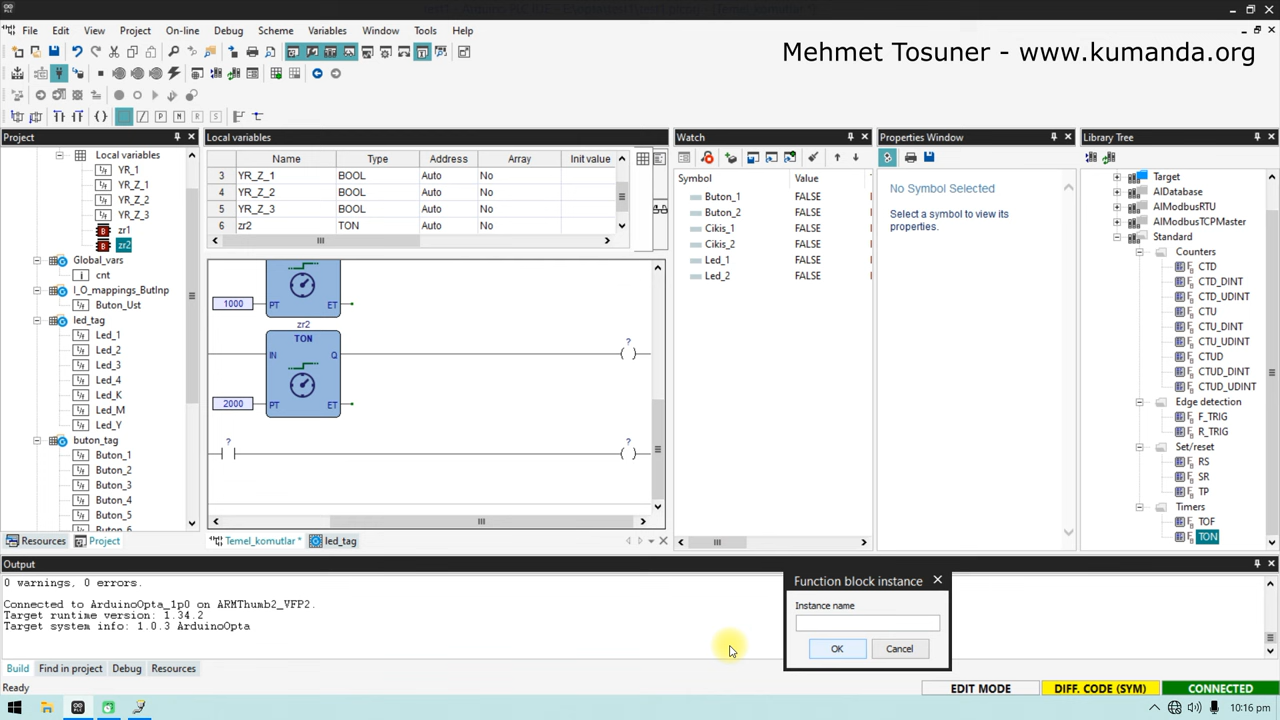 File Edit View Project On-line Debug Scheme Variables Window Tools Help
Mehmet Tosuner - www.kumanda.org
Project
Local variables
YR_1
YR_Z_1
YR_Z_2
YR_Z_3
zr1
zr2
Global_vars
cnt
I_O_mappings_ButInp
Buton_Ust
led_tag
Led_1
Led_2
Led_3
Led_4
Led_K
Led_M
Led_Y
buton_tag
Buton_1
Buton_2
Buton_3
Buton_4
Buton_5
Buton_6
Resources Project
Local variables
Name Type Address Array Init value
3 YR_Z_1 BOOL Auto No
4 YR_Z_2 BOOL Auto No
5 YR_Z_3 BOOL Auto No
6 zr2 TON Auto No
1000 PT ET
zr2
TON
IN Q
?
2000 PT ET
? ?
Temel_komutlar * led_tag
Watch
Symbol Value
Buton_1 FALSE
Buton_2 FALSE
Cikis_1 FALSE
Cikis_2 FALSE
Led_1 FALSE
Led_2 FALSE
Properties Window
No Symbol Selected
Select a symbol to view its
properties.
Library Tree
Target
AlDatabase
AlModbusRTU
AlModbusTCPMaster
Standard
Counters
CTD
CTD_DINT
CTD_UDINT
CTU
CTU_DINT
CTU_UDINT
CTUD
CTUD_DINT
CTUD_UDINT
Edge detection
F_TRIG
R_TRIG
Set/reset
RS
SR
TP
Timers
TOF
TON
Output
0 warnings, 0 errors.
Connected to ArduinoOpta_1p0 on ARMThumb2_VFP2.
Target runtime version: 1.34.2
Target system info: 1.0.3 ArduinoOpta
Function block instance
Instance name
OK Cancel
Build Find in project Debug Resources
Ready EDIT MODE DIFF. CODE (SYM) CONNECTED
10:16 pm